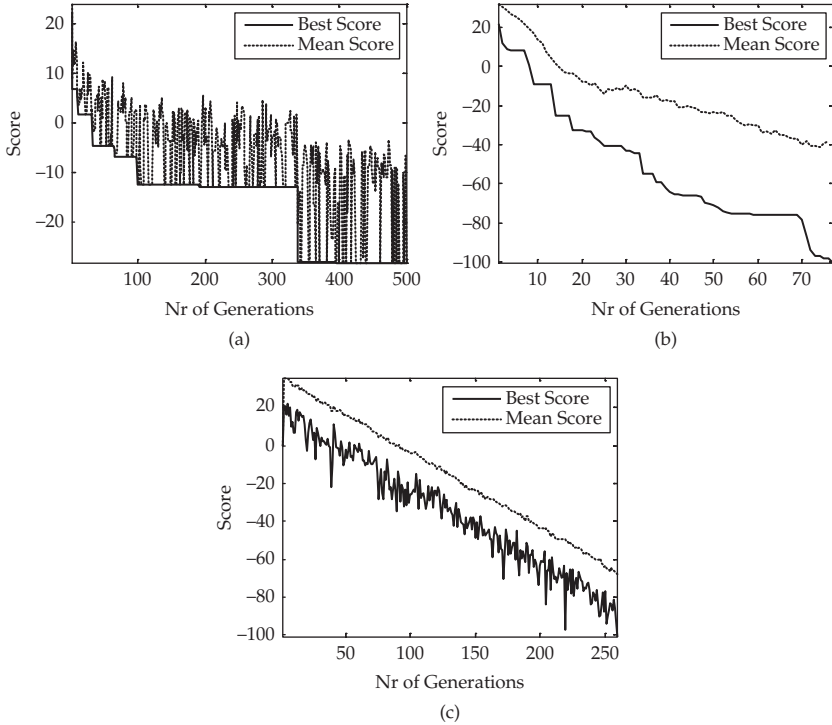 20
10
0
−10
−20
Score
Best Score
Mean Score
100 200 300 400 500
Nr of Generations
(a)
20
0
−20
−40
−60
−80
−100
Score
Best Score
Mean Score
10 20 30 40 50 60 70
Nr of Generations
(b)
20
0
−20
−40
−60
−80
−100
Score
Best Score
Mean Score
50 100 150 200 250
Nr of Generations
(c)